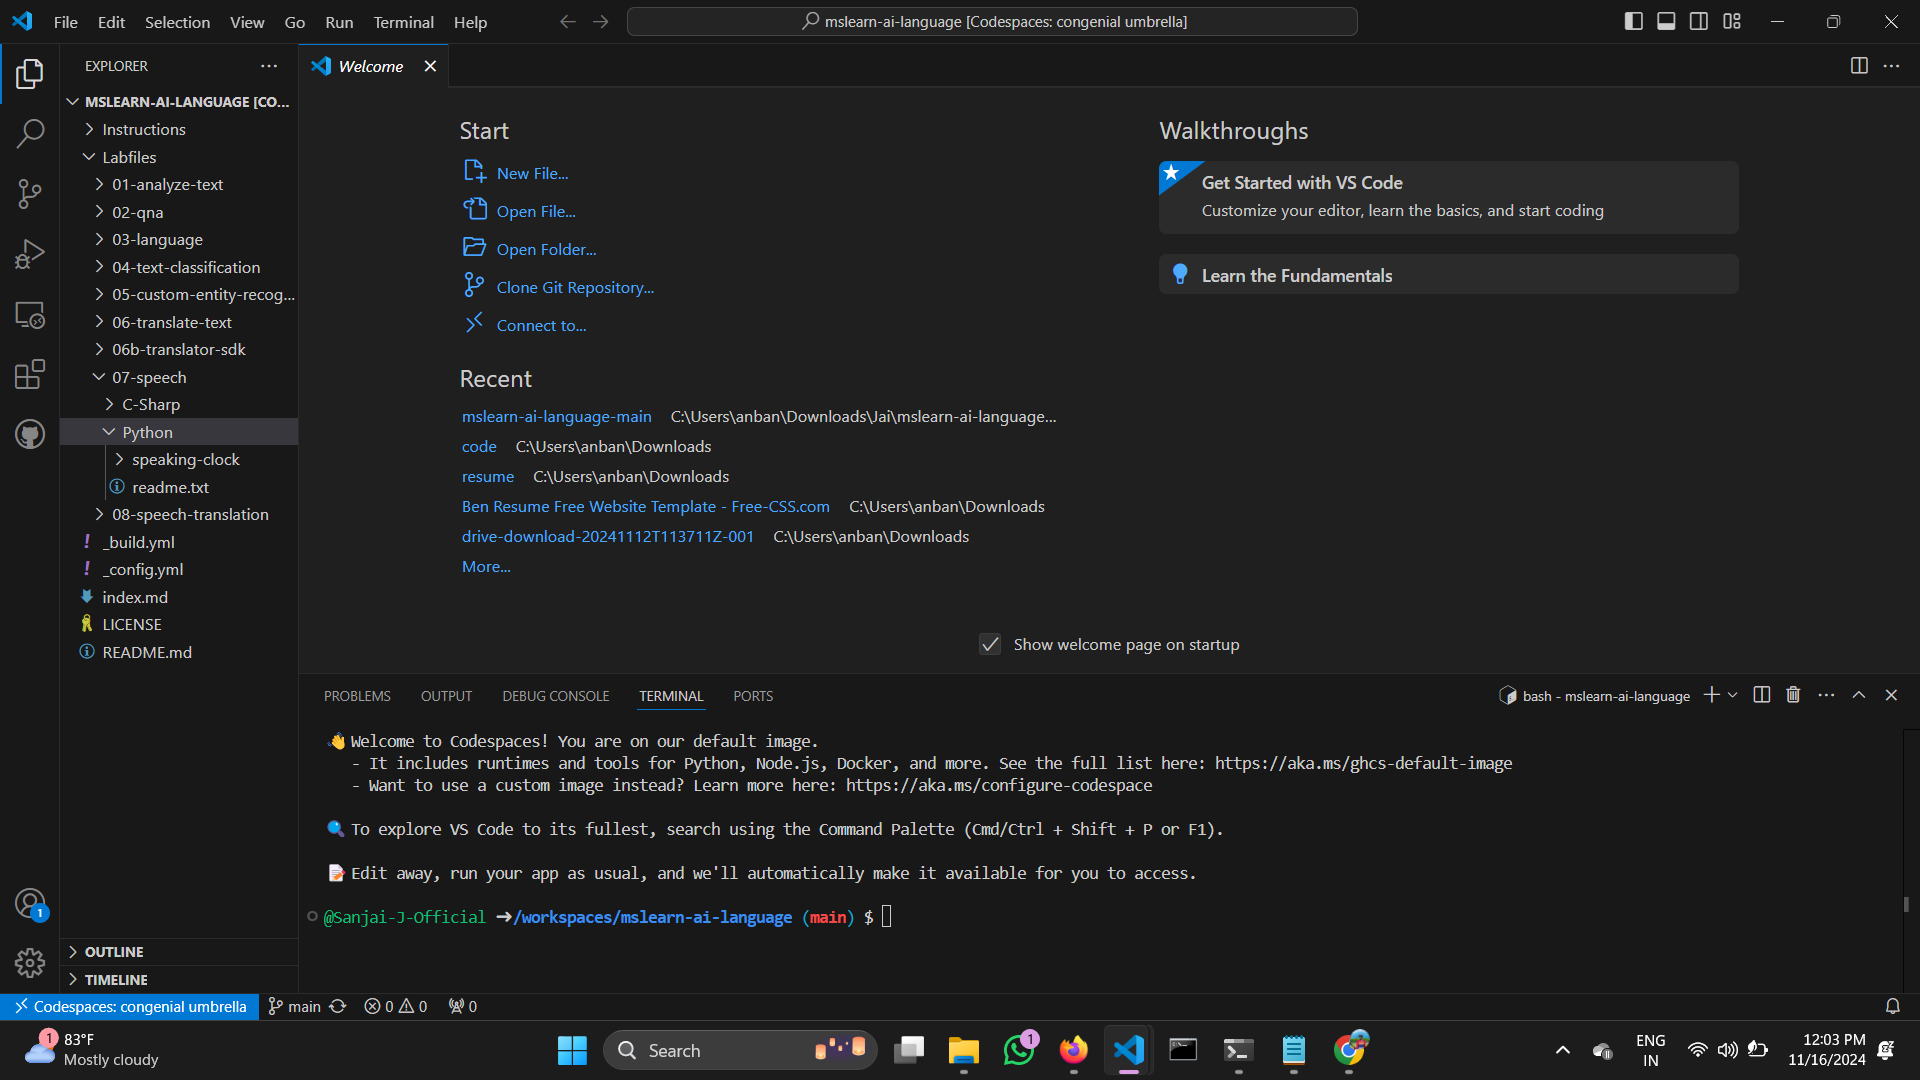 File Edit Selection View Go Run Terminal Help
mslearn-ai-language [Codespaces: congenial umbrella]
EXPLORER
MSLEARN-AI-LANGUAGE [CO...
Instructions
Labfiles
01-analyze-text
02-qna
03-language
04-text-classification
05-custom-entity-recog...
06-translate-text
06b-translator-sdk
07-speech
C-Sharp
Python
speaking-clock
readme.txt
08-speech-translation
! _build.yml
! _config.yml
index.md
LICENSE
README.md
OUTLINE
TIMELINE
Welcome
Start
New File...
Open File...
Open Folder...
Clone Git Repository...
Connect to...
Recent
mslearn-ai-language-main C:\Users\anban\Downloads\Jai\mslearn-ai-language...
code C:\Users\anban\Downloads
resume C:\Users\anban\Downloads
Ben Resume Free Website Template - Free-CSS.com C:\Users\anban\Downloads
drive-download-20241112T113711Z-001 C:\Users\anban\Downloads
More...
Walkthroughs
Get Started with VS Code
Customize your editor, learn the basics, and start coding
Learn the Fundamentals
Show welcome page on startup
PROBLEMS OUTPUT DEBUG CONSOLE TERMINAL PORTS
bash - mslearn-ai-language
👋 Welcome to Codespaces! You are on our default image.
- It includes runtimes and tools for Python, Node.js, Docker, and more. See the full list here: https://aka.ms/ghcs-default-image
- Want to use a custom image instead? Learn more here: https://aka.ms/configure-codespace
🔍 To explore VS Code to its fullest, search using the Command Palette (Cmd/Ctrl + Shift + P or F1).
📝 Edit away, run your app as usual, and we'll automatically make it available for you to access.
@Sanjai-J-Official ➜/workspaces/mslearn-ai-language (main) $
1
Codespaces: congenial umbrella main 0 0 0
1
83°F
Mostly cloudy
Search
1
ENG
IN
12:03 PM
11/16/2024